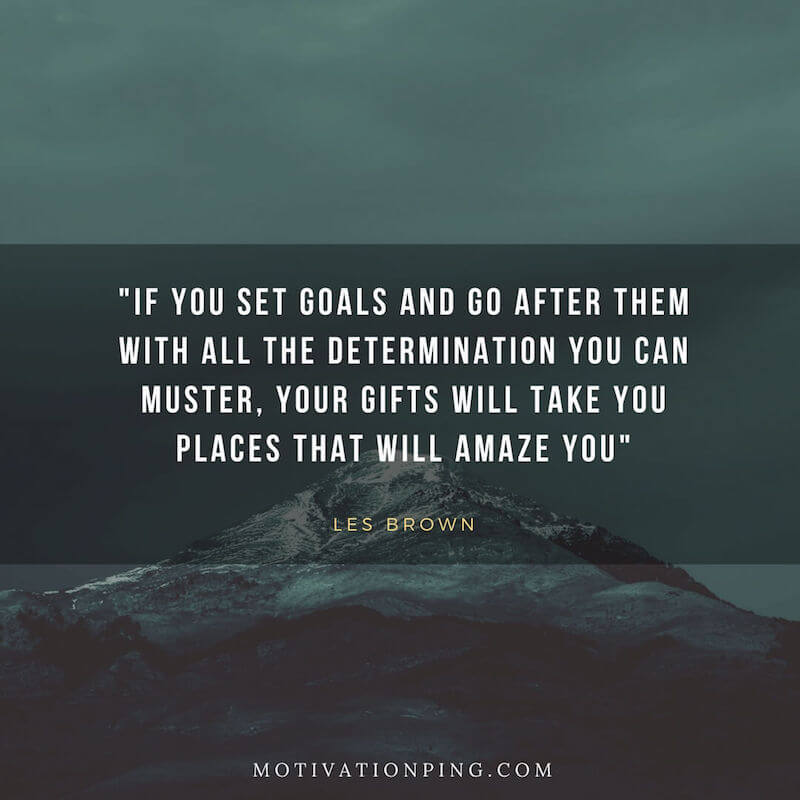 "IF YOU SET GOALS AND GO AFTER THEM
WITH ALL THE DETERMINATION YOU CAN
MUSTER, YOUR GIFTS WILL TAKE YOU
PLACES THAT WILL AMAZE YOU"
LES BROWN
MOTIVATIONPING.COM